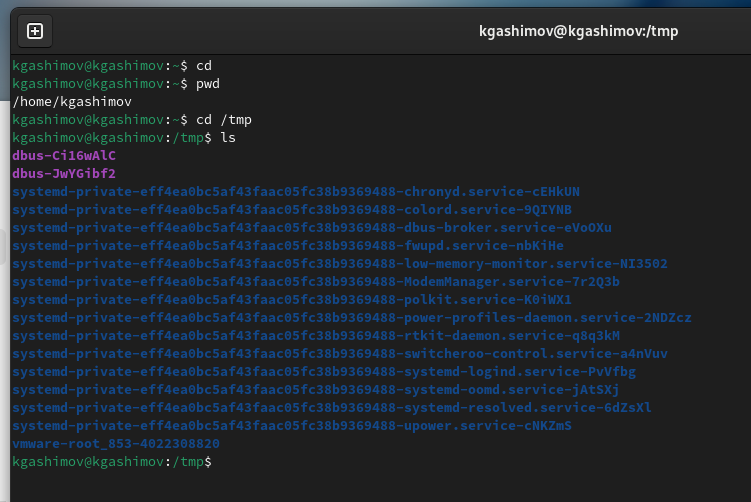 kgashimov@kgashimov:/tmp
kgashimov@kgashimov:~$ cd
kgashimov@kgashimov:~$ pwd
/home/kgashimov
kgashimov@kgashimov:~$ cd /tmp
kgashimov@kgashimov:/tmp$ ls
dbus-Ci16wAlC
dbus-JwYGibf2
systemd-private-eff4ea0bc5af43faac05fc38b9369488-chronyd.service-cEHkUN
systemd-private-eff4ea0bc5af43faac05fc38b9369488-colord.service-9QIYNB
systemd-private-eff4ea0bc5af43faac05fc38b9369488-dbus-broker.service-eVoOXu
systemd-private-eff4ea0bc5af43faac05fc38b9369488-fwupd.service-nbKiHe
systemd-private-eff4ea0bc5af43faac05fc38b9369488-low-memory-monitor.service-NI3502
systemd-private-eff4ea0bc5af43faac05fc38b9369488-ModemManager.service-7r2Q3b
systemd-private-eff4ea0bc5af43faac05fc38b9369488-polkit.service-K0iWX1
systemd-private-eff4ea0bc5af43faac05fc38b9369488-power-profiles-daemon.service-2NDZcz
systemd-private-eff4ea0bc5af43faac05fc38b9369488-rtkit-daemon.service-q8q3kM
systemd-private-eff4ea0bc5af43faac05fc38b9369488-switcheroo-control.service-a4nVuv
systemd-private-eff4ea0bc5af43faac05fc38b9369488-systemd-logind.service-PvVfbg
systemd-private-eff4ea0bc5af43faac05fc38b9369488-systemd-oomd.service-jAtSXj
systemd-private-eff4ea0bc5af43faac05fc38b9369488-systemd-resolved.service-6dZsXl
systemd-private-eff4ea0bc5af43faac05fc38b9369488-upower.service-cNKZmS
vmware-root_853-4022308820
kgashimov@kgashimov:/tmp$